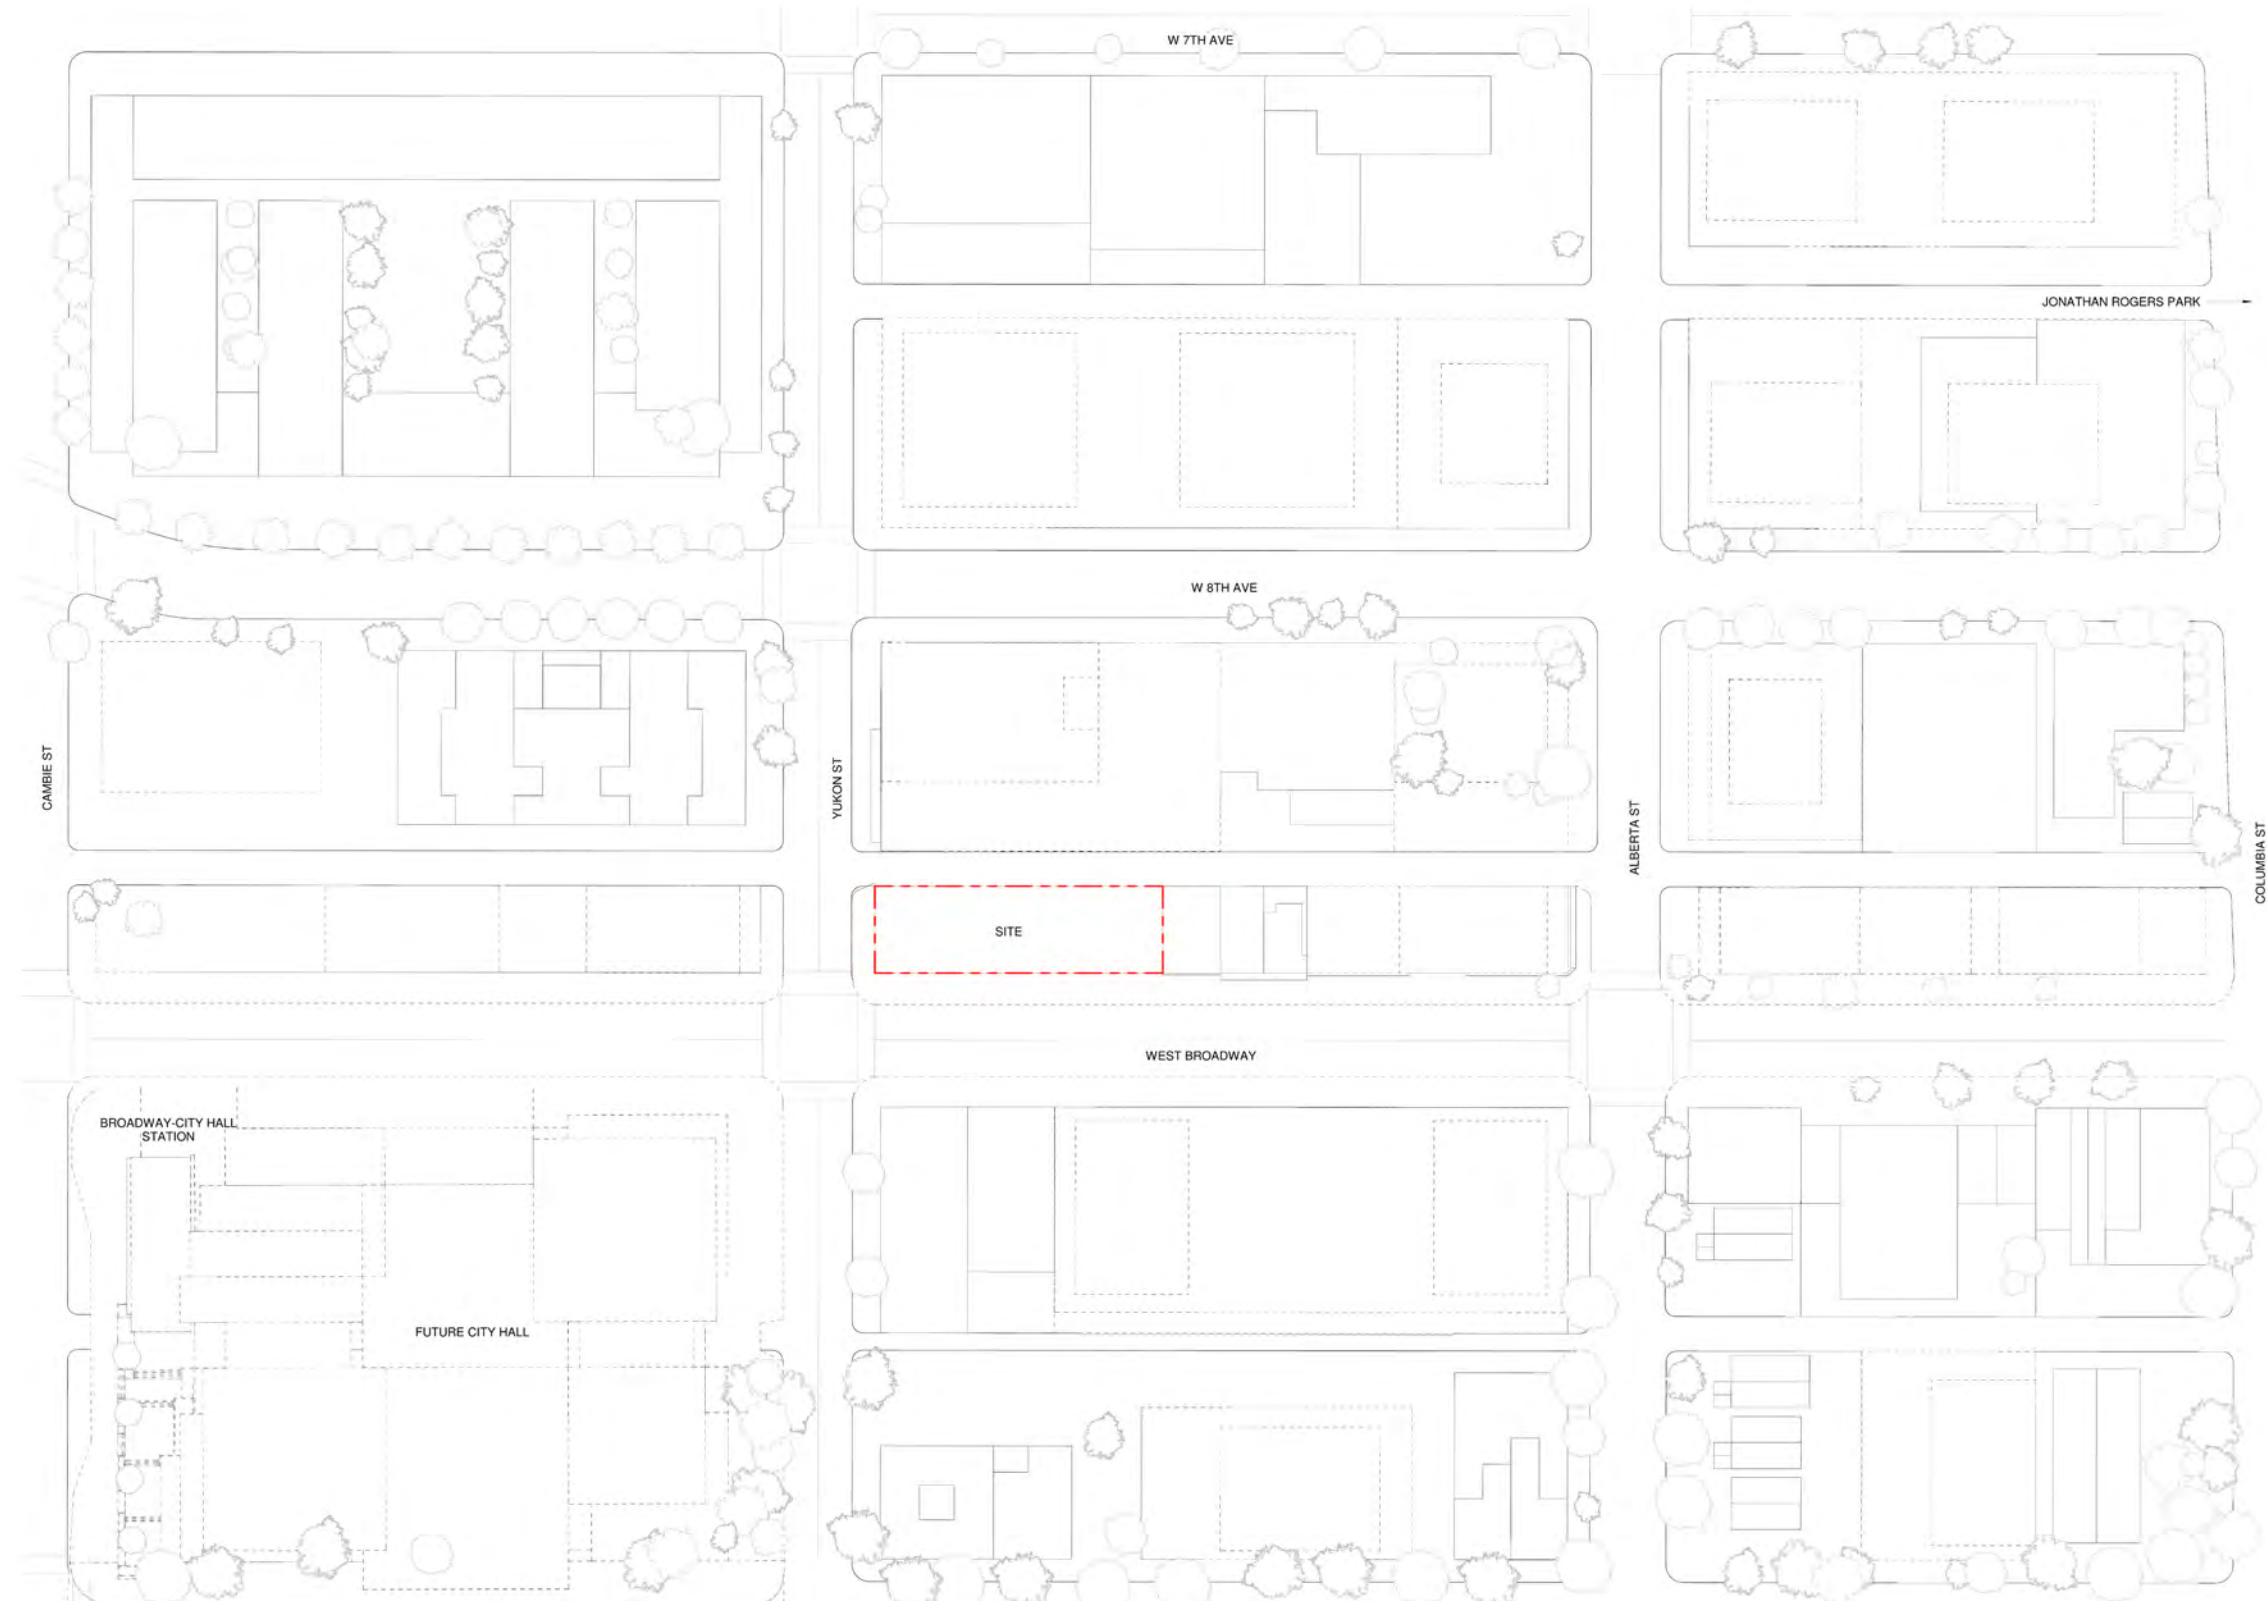 W 7TH AVE
JONATHAN ROGERS PARK
W 8TH AVE
CAMBIE ST
YUKON ST
ALBERTA ST
COLUMBIA ST
SITE
WEST BROADWAY
BROADWAY-CITY HALL
STATION
FUTURE CITY HALL